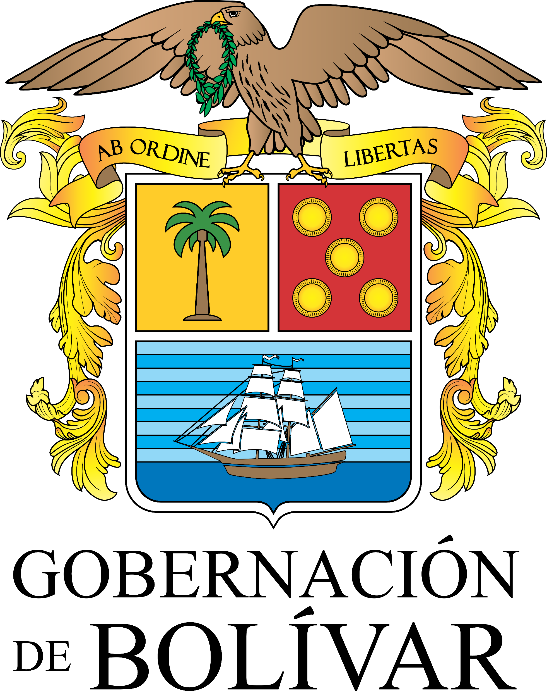 AB ORDINE LIBERTAS
GOBERNACIÓN
DE BOLÍVAR